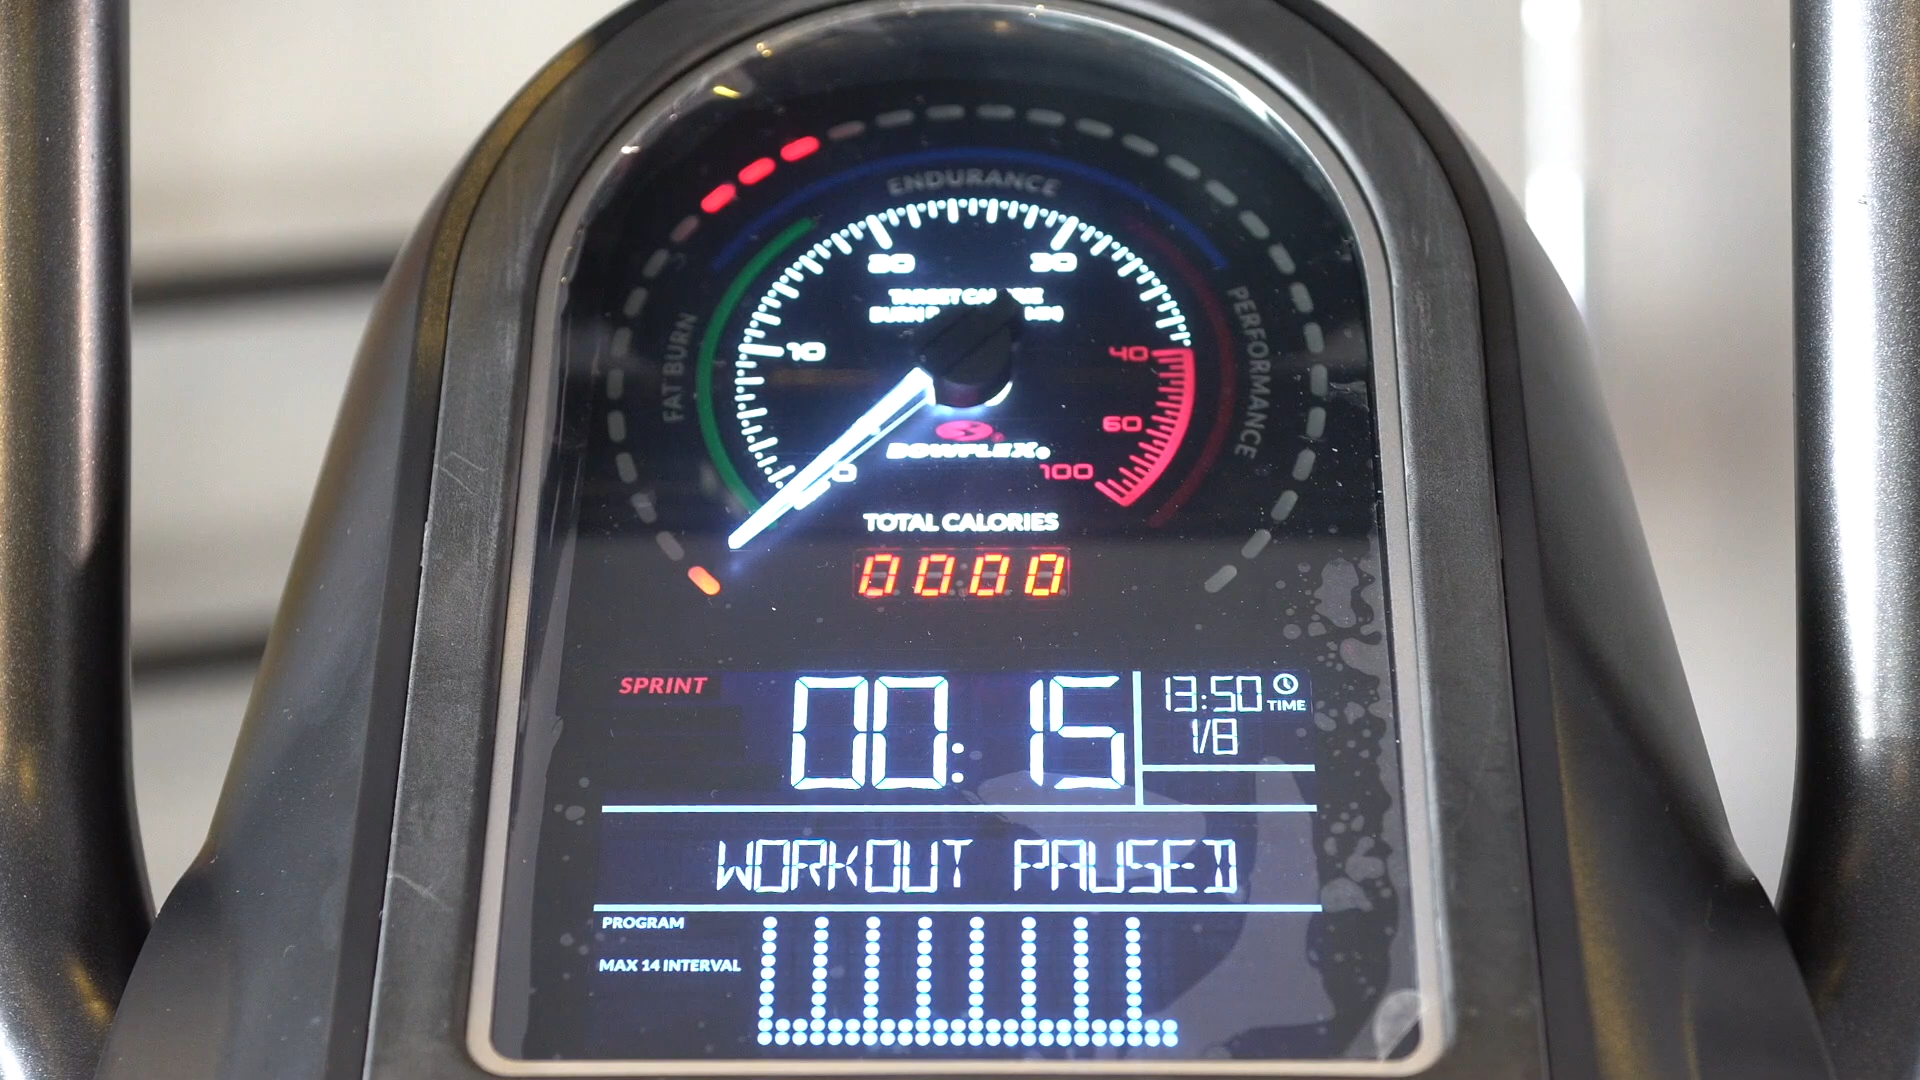 ENDURANCE
20 30
FAT BURN
10
40
PERFORMANCE
60
BOWFLEX®
0
100
TOTAL CALORIES
0000
SPRINT
00:15
13:50 TIME
1/8
WORKOUT PAUSED
PROGRAM
MAX 14 INTERVAL